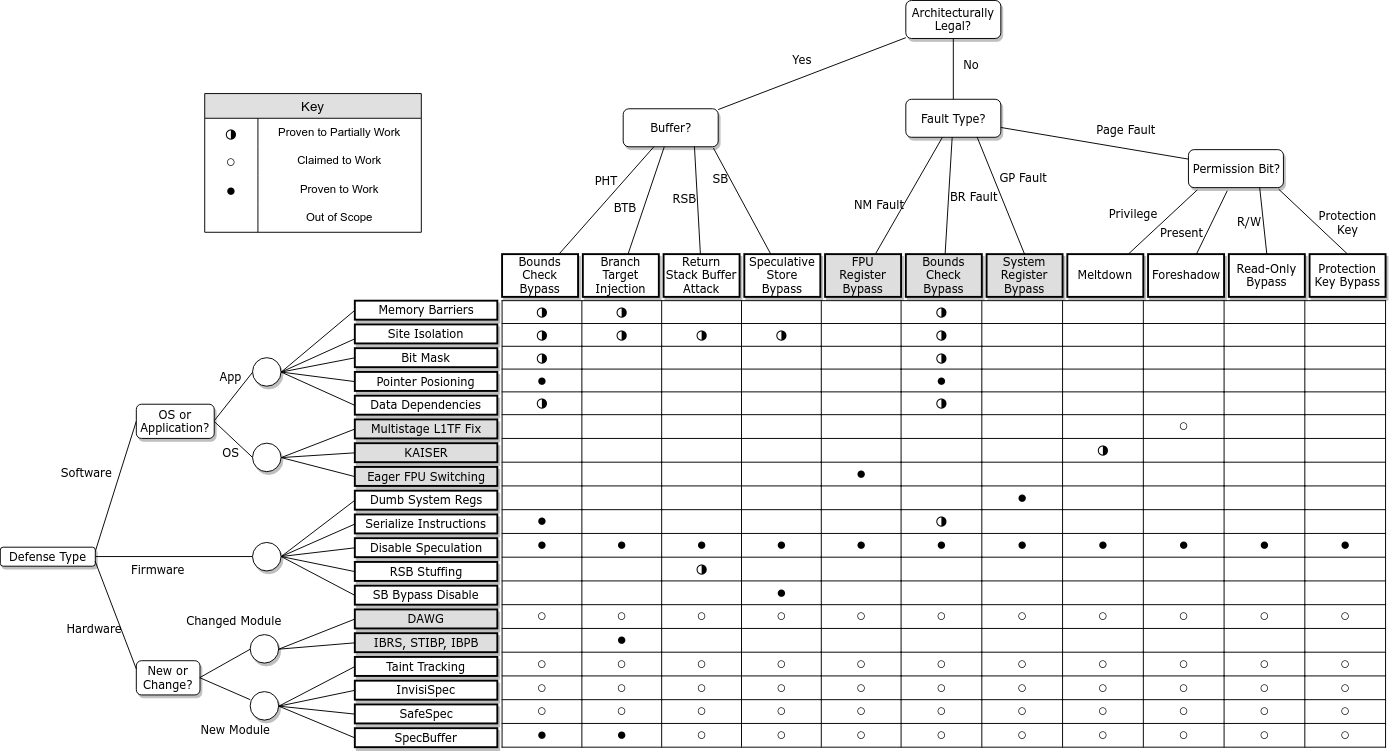 Architecturally
Legal?
Yes
No
Key
Proven to Partially Work
Claimed to Work
Proven to Work
Out of Scope
Buffer?
Fault Type?
Page Fault
Permission Bit?
PHT
BTB
RSB
SB
NM Fault
BR Fault
GP Fault
Privilege
Present
R/W
Protection
Key
Bounds
Check
Bypass
Branch
Target
Injection
Return
Stack Buffer
Attack
Speculative
Store
Bypass
FPU
Register
Bypass
Bounds
Check
Bypass
System
Register
Bypass
Meltdown
Foreshadow
Read-Only
Bypass
Protection
Key Bypass
Defense Type
Software
Firmware
Hardware
OS or
Application?
App
OS
New or
Change?
Changed Module
New Module
Memory Barriers
Site Isolation
Bit Mask
Pointer Posioning
Data Dependencies
Multistage L1TF Fix
KAISER
Eager FPU Switching
Dumb System Regs
Serialize Instructions
Disable Speculation
RSB Stuffing
SB Bypass Disable
DAWG
IBRS, STIBP, IBPB
Taint Tracking
InvisiSpec
SafeSpec
SpecBuffer